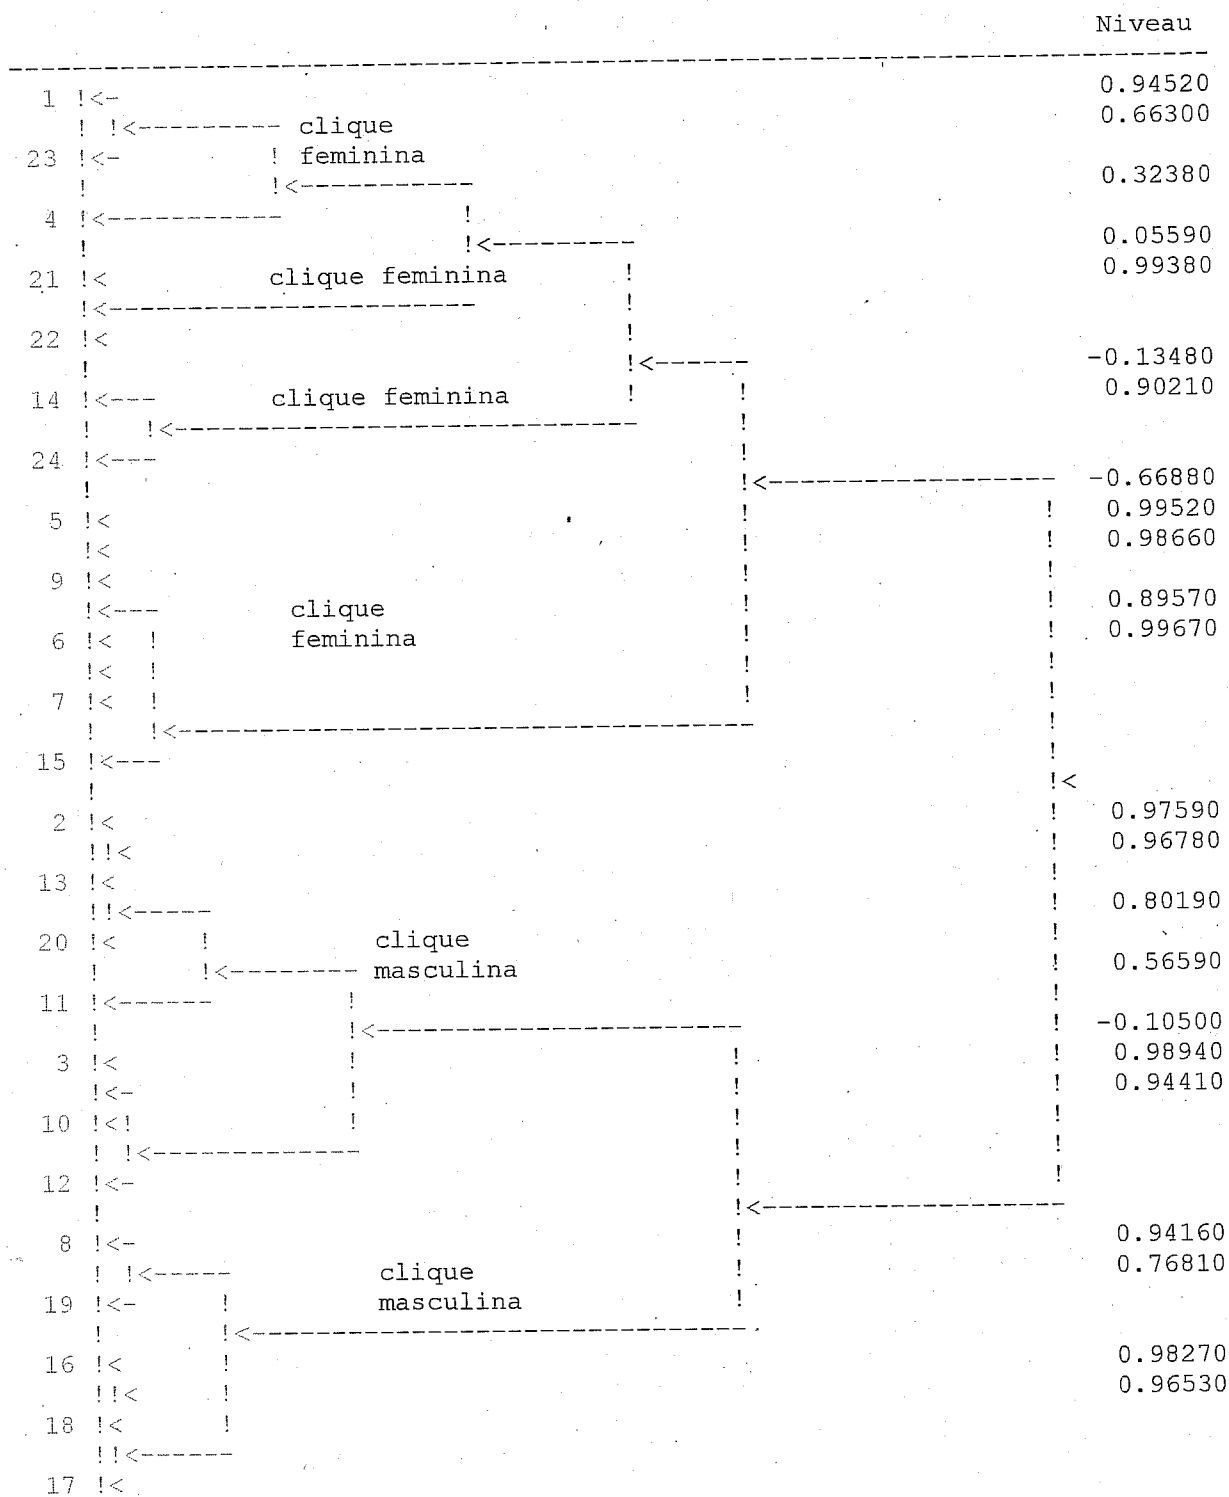 Niveau
1 0.94520
clique 0.66300
23 feminina
0.32380
4
0.05590
21 clique feminina 0.99380
22
-0.13480
14 clique feminina 0.90210
24
-0.66880
5 0.99520
0.98660
9
clique 0.89570
6 feminina 0.99670
7
15
2 0.97590
0.96780
13
0.80190
20 clique
masculina 0.56590
11
-0.10500
3 0.98940
0.94410
10
12
8 0.94160
clique 0.76810
19 masculina
16 0.98270
0.96530
18
17